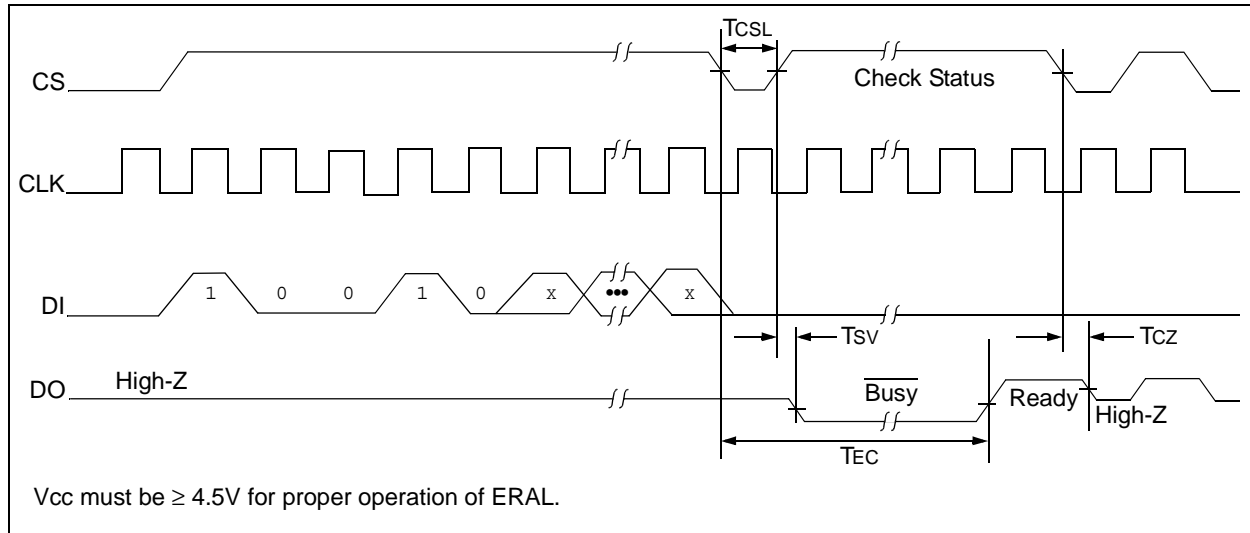 TCSL
CS
Check Status
CLK
DI
1 0 0 1 0 x ••• x
TSV
TCZ
DO
High-Z
Busy
Ready
High-Z
TEC
Vcc must be ≥ 4.5V for proper operation of ERAL.